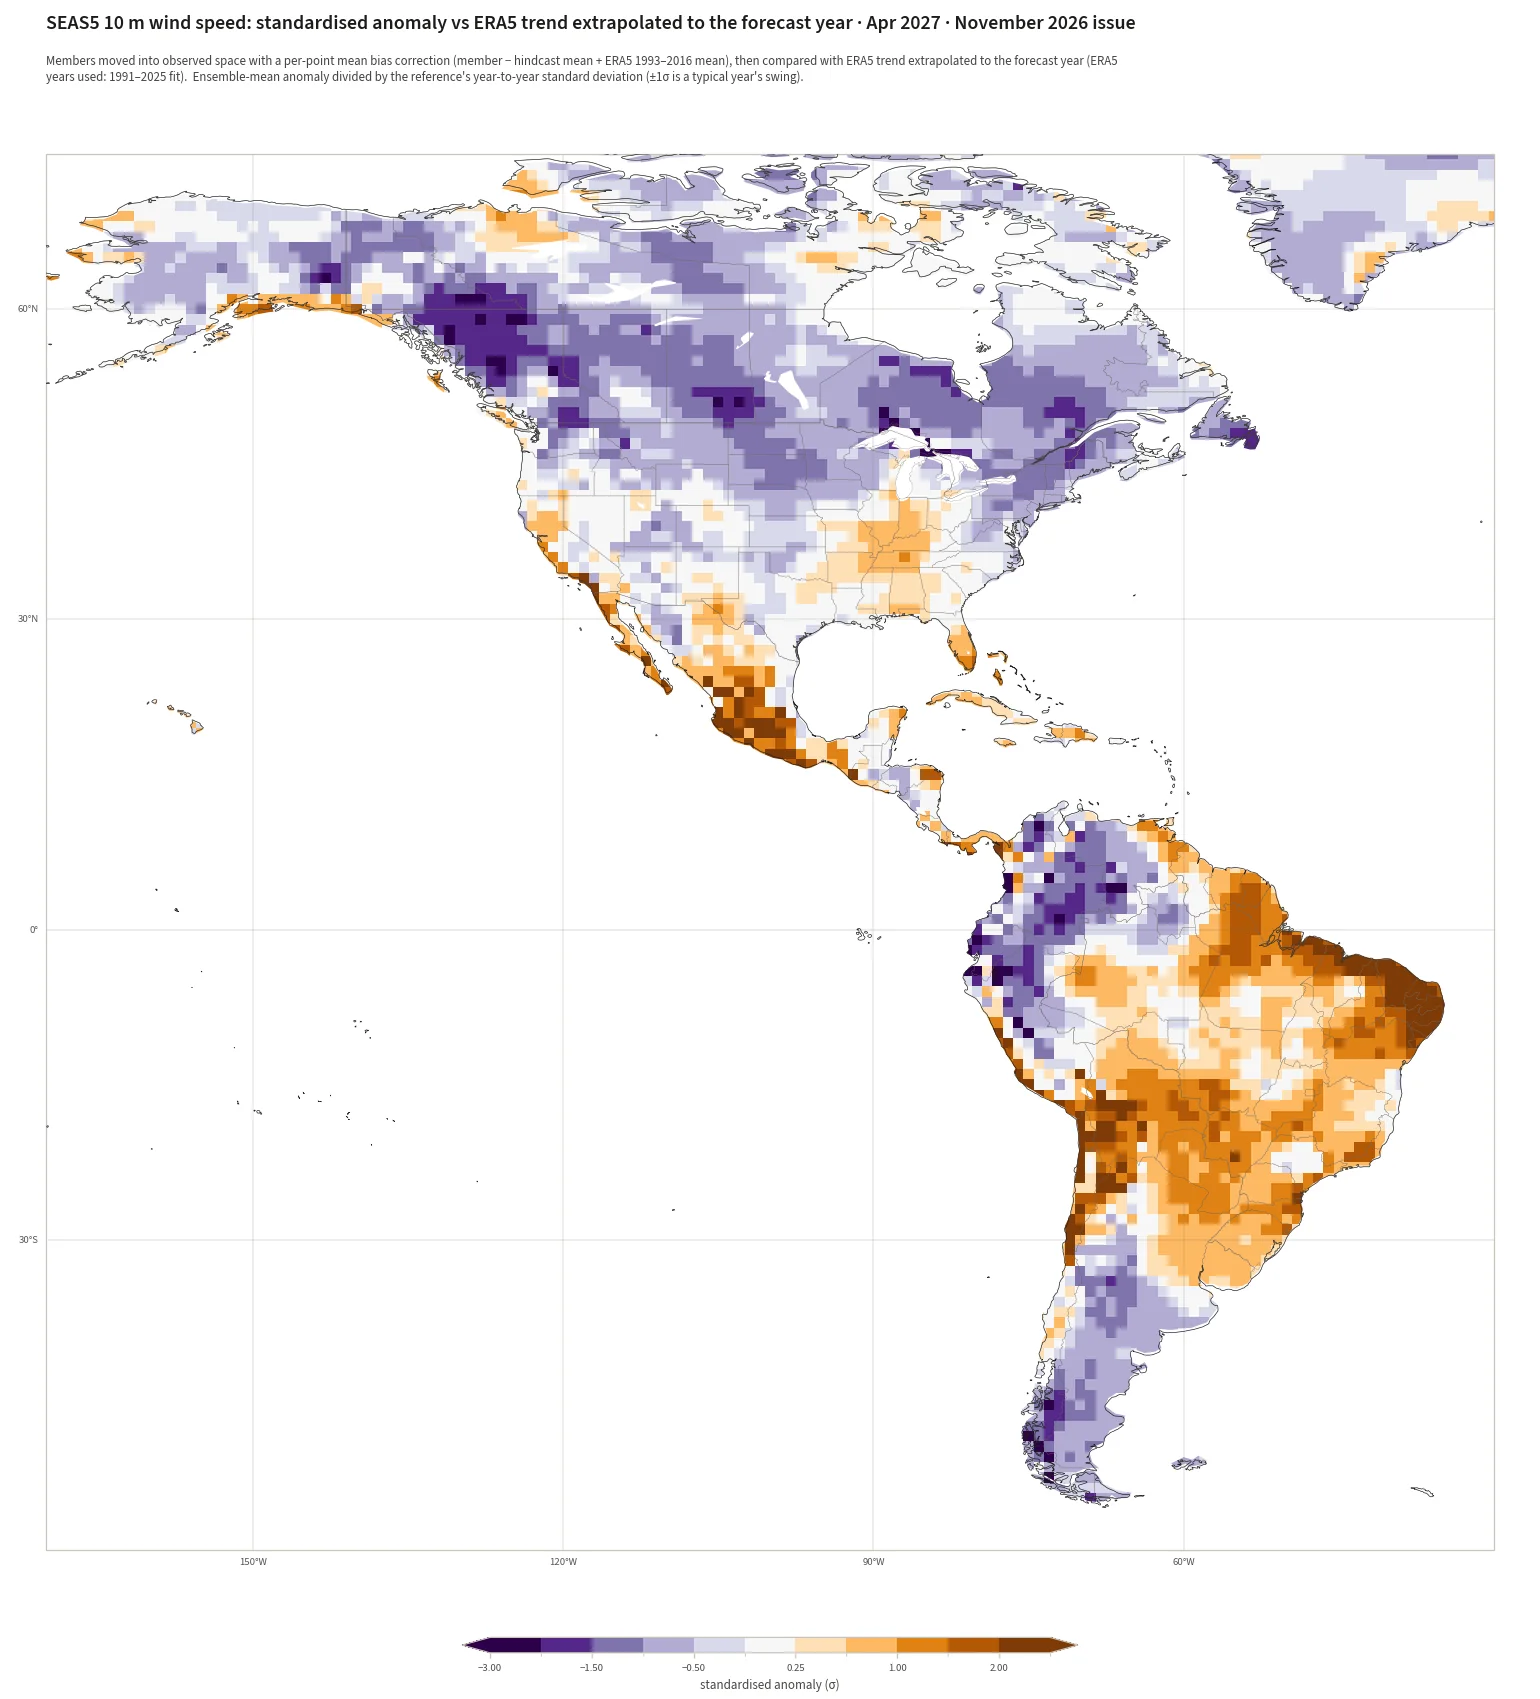 SEAS5 10 m wind speed: standardised anomaly vs ERA5 trend extrapolated to the forecast year · Apr 2027 · November 2026 issue
Members moved into observed space with a per-point mean bias correction (member − hindcast mean + ERA5 1993–2016 mean), then compared with ERA5 trend extrapolated to the forecast year (ERA5
years used: 1991–2025 fit).  Ensemble-mean anomaly divided by the reference's year-to-year standard deviation (±1σ is a typical year's swing).
60°N
30°N
0°
30°S
150°W 120°W 90°W 60°W
−3.00 −1.50 −0.50 0.25 1.00 2.00
standardised anomaly (σ)